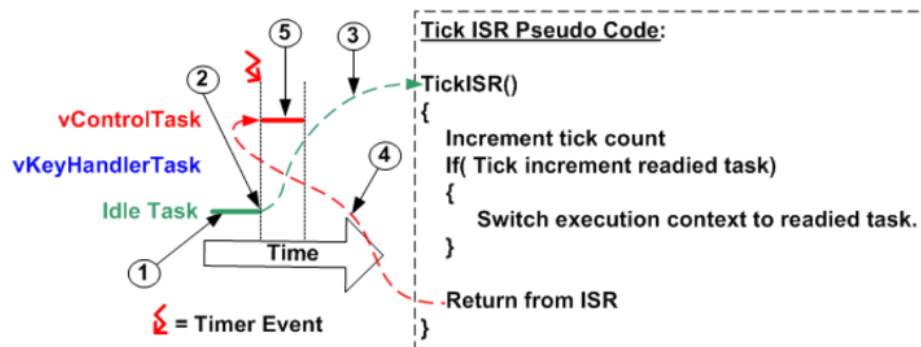 5
3
2
vControlTask
vKeyHandlerTask
4
Idle Task
1
Time
= Timer Event
Tick ISR Pseudo Code:
TickISR()
{
Increment tick count
If( Tick increment readied task)
{
Switch execution context to readied task.
}
Return from ISR
}